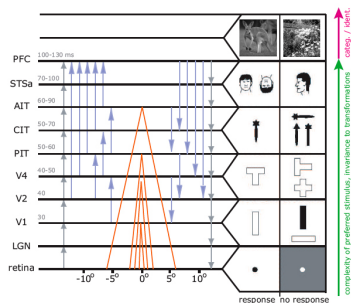 PFC 100-130 ms
STSa 70-100
AIT 60-90
CIT 50-70
PIT 50-60
V4 40-50
V2 40
V1 30
LGN
retina
-10° -5° 0° 5° 10°
response no response
categ. / ident.
complexity of preferred stimulus, invariance to transformations